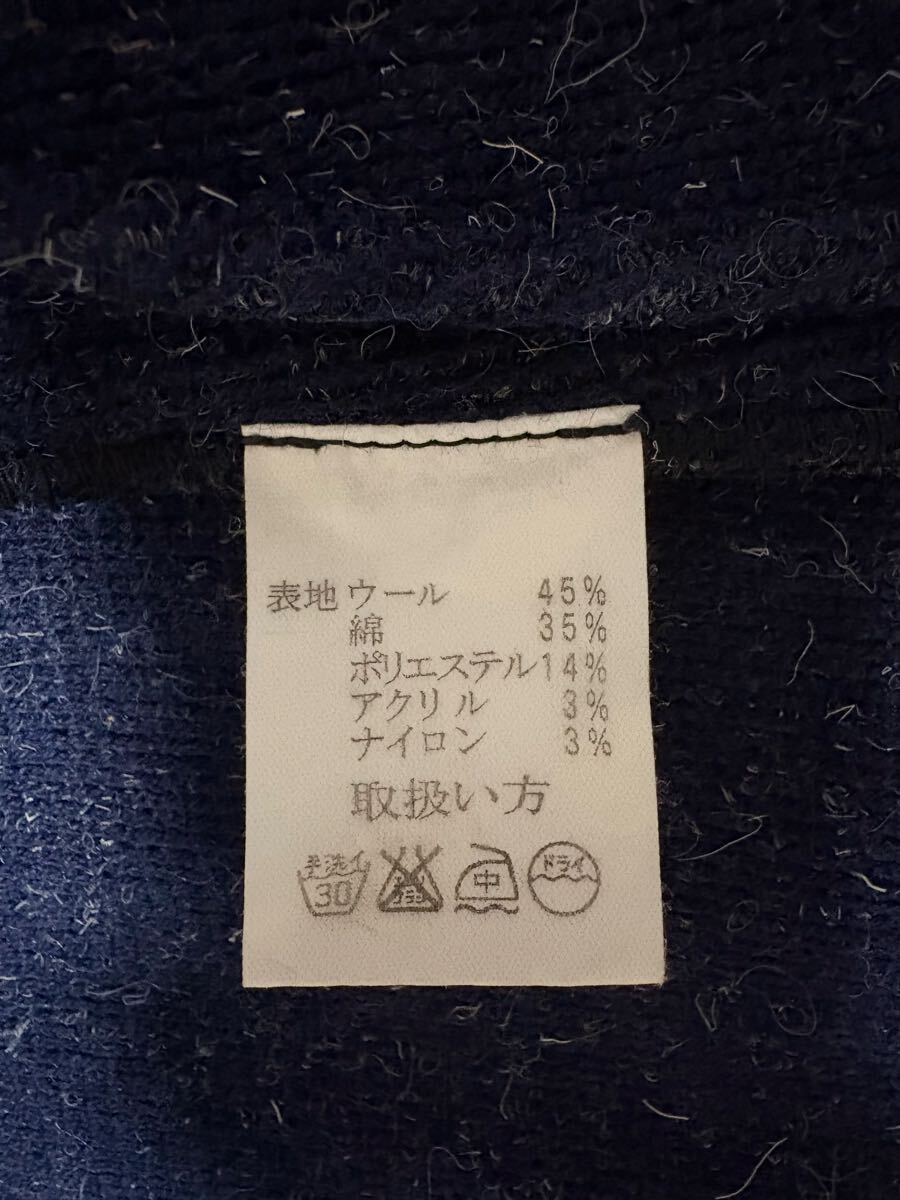 表地 ウール 45%
綿 35%
ポリエステル 14%
アクリル 3%
ナイロン 3%
取扱い方
手洗イ 30
中
ドライ